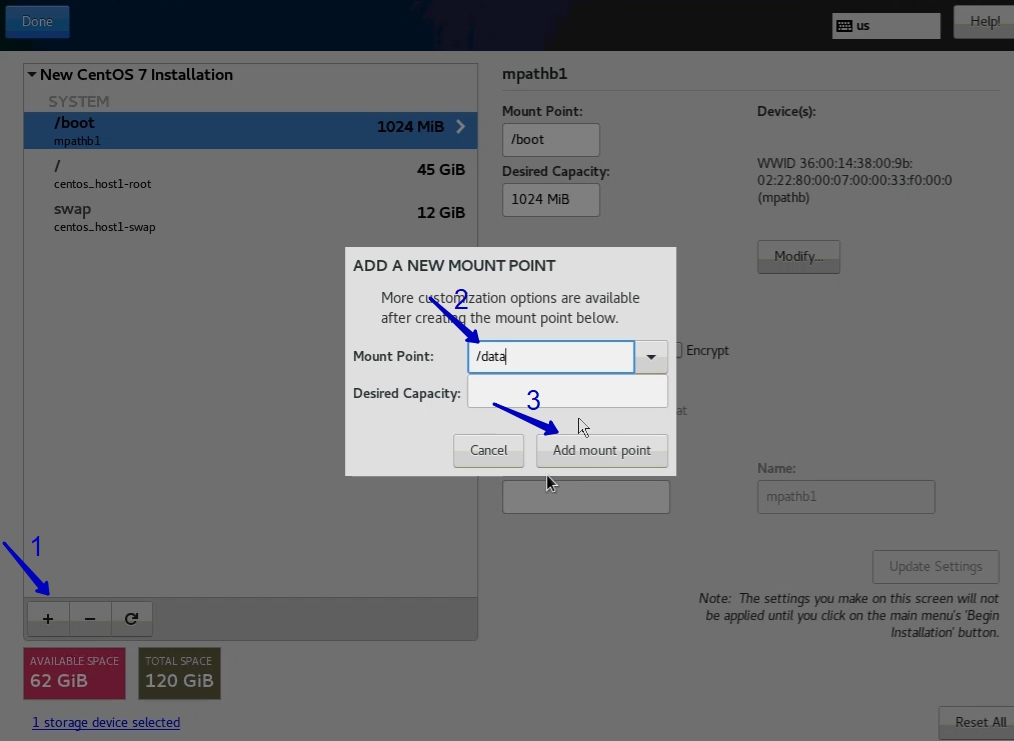 Done
us
Help!
New CentOS 7 Installation
SYSTEM
/boot
1024 MiB
mpathb1
/
45 GiB
centos_host1-root
swap
12 GiB
centos_host1-swap
mpathb1
Mount Point:
/boot
Desired Capacity:
1024 MiB
Device(s):
WWID 36:00:14:38:00:9b:
02:22:80:00:07:00:00:33:f0:00:0
(mpathb)
Modify...
Encrypt
ADD A NEW MOUNT POINT
More customization options are available
after creating the mount point below.
2
Mount Point:
/data
Desired Capacity:
3
Cancel
Add mount point
Name:
mpathb1
Update Settings
Note: The settings you make on this screen will not
be applied until you click on the main menu's 'Begin
Installation' button.
1
+ −
AVAILABLE SPACE
62 GiB
TOTAL SPACE
120 GiB
1 storage device selected
Reset All